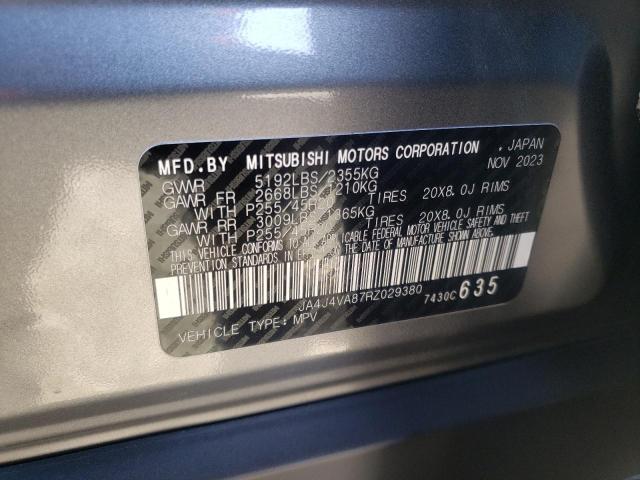 MFD.BY MITSUBISHI MOTORS CORPORATION , JAPAN
NOV 2023
GVWR 5192LBS/2355KG
GAWR FR 2668LBS/1210KG
WITH P255/45R20 TIRES 20X8.0J RIMS
GAWR RR 3009LBS/1365KG
WITH P255/45R20 TIRES 20X8.0J RIMS
THIS VEHICLE CONFORMS TO ALL APPLICABLE FEDERAL MOTOR VEHICLE SAFETY AND THEFT
PREVENTION STANDARDS IN EFFECT ON THE DATE OF MANUFACTURE SHOWN ABOVE.
JA4J4VA87RZ029380
7430C 635
VEHICLE TYPE: MPV